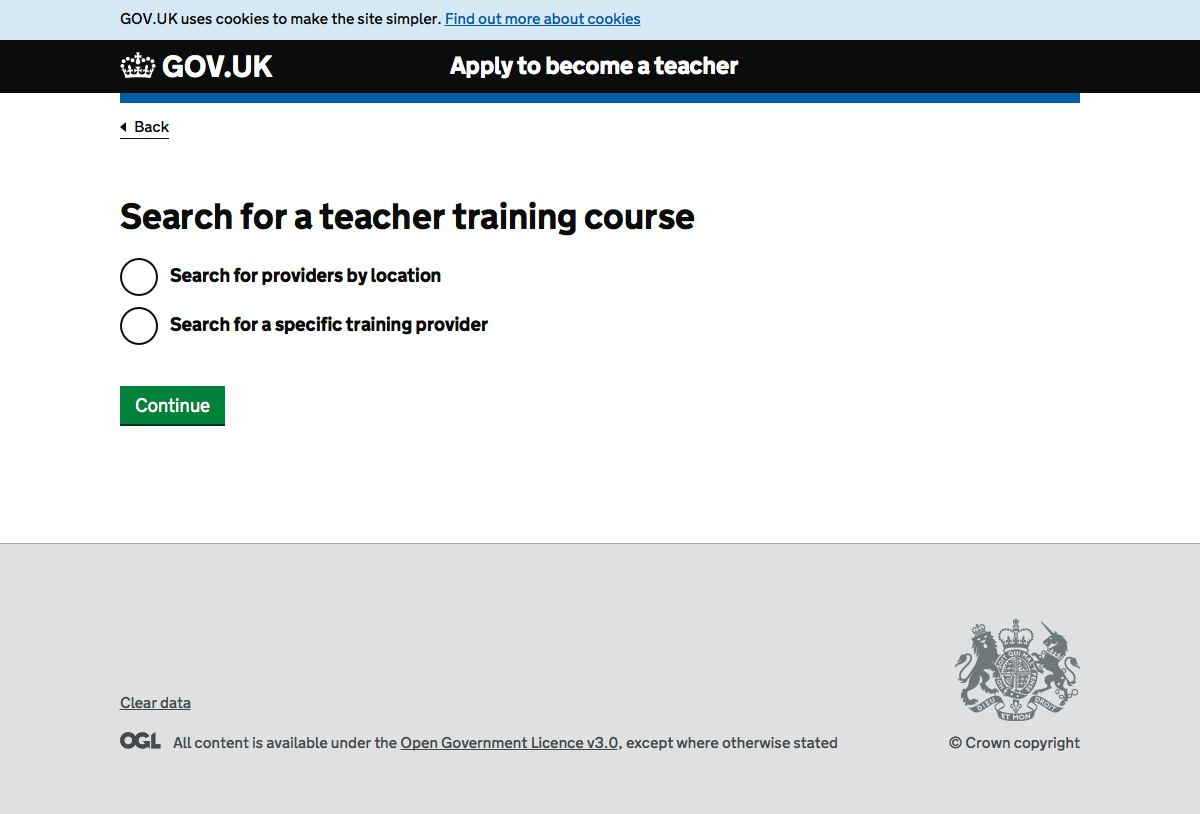 GOV.UK uses cookies to make the site simpler. Find out more about cookies
GOV.UK Apply to become a teacher
Back
Search for a teacher training course
Search for providers by location
Search for a specific training provider
Continue
Clear data
OGL All content is available under the Open Government Licence v3.0, except where otherwise stated
DIEU ET MON DROIT
© Crown copyright